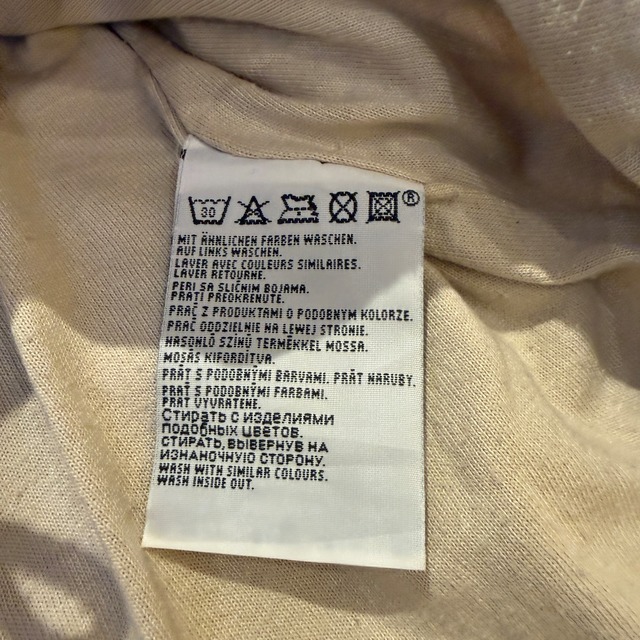 30
®
MIT ÄHNLICHEN FARBEN WASCHEN.
AUF LINKS WASCHEN.
LAVER AVEC COULEURS SIMILAIRES.
LAVER RETOURNE.
PERI SA SLIČNIM BOJAMA.
PRATI PREOKRENUTE.
PRAĆ Z PRODUKTAMI O PODOBNYM KOLORZE.
PRAĆ ODDZIELNIE NA LEWEJ STRONIE.
HASONLÓ SZÍNŰ TERMÉKKEL MOSSA.
MOSÁS KIFORDÍTVA.
PRÁT S PODOBNÝMI BARVAMI. PRÁT NARUBY.
PRAŤ S PODOBNÝMI FARBAMI.
PRAŤ VYVRÁTENÉ.
СТИРАТЬ С ИЗДЕЛИЯМИ
ПОДОБНЫХ ЦВЕТОВ.
СТИРАТЬ, ВЫВЕРНУВ НА
ИЗНАНОЧНУЮ СТОРОНУ.
WASH WITH SIMILAR COLOURS.
WASH INSIDE OUT.